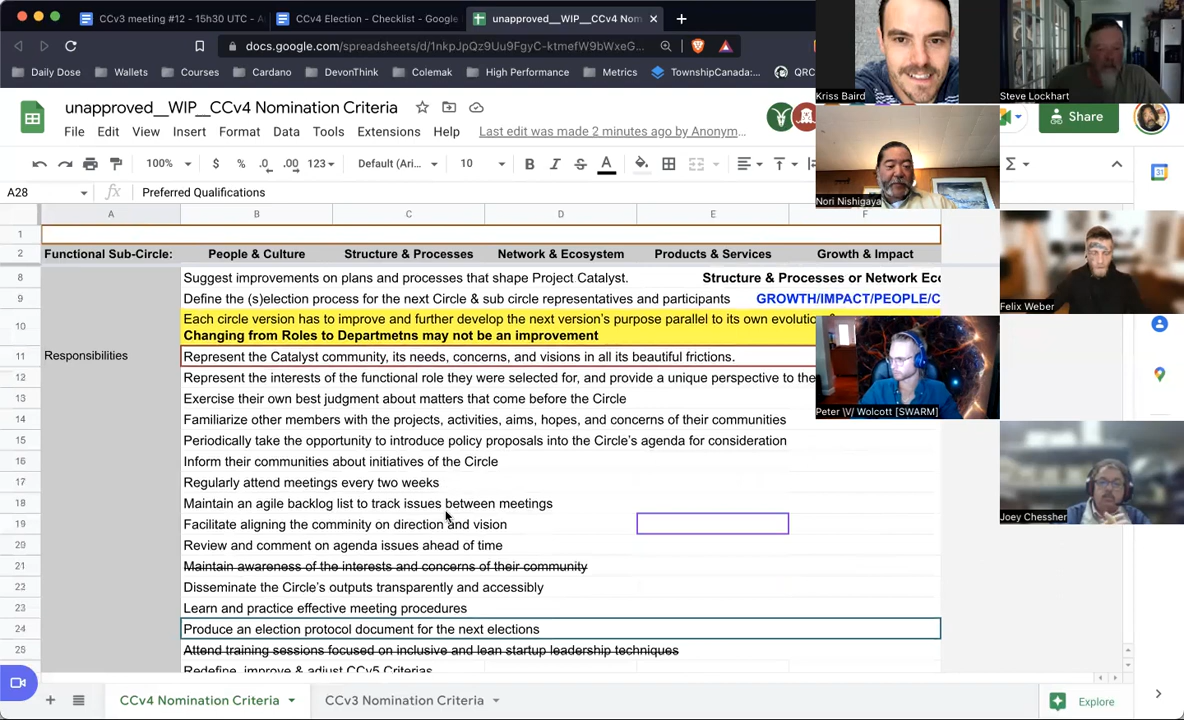 CCv3 meeting #12 - 15h30 UTC - A
CCv4 Election - Checklist - Google
unapproved__WIP__CCv4 Nom
docs.google.com/spreadsheets/d/1nkpJpQz9Uu9FgyC-ktmefW9bWxeG...
Daily Dose
Wallets
Courses
Cardano
DevonThink
Colemak
High Performance
Metrics
TownshipCanada:...
QRC
Kriss Baird
Steve Lockhart
unapproved__WIP__CCv4 Nomination Criteria
Share
File Edit View Insert Format Data Tools Extensions Help Last edit was made 2 minutes ago by Anonym...
100% $ % .0 .00 123 Default (Ari... 10 B I S A
A28 fx Preferred Qualifications
Nori Nishigaya
A B C D E F
1
2 Functional Sub-Circle: People & Culture Structure & Processes Network & Ecosystem Products & Services Growth & Impact
8 Suggest improvements on plans and processes that shape Project Catalyst. Structure & Processes or Network Eco
9 Define the (s)election process for the next Circle & sub circle representatives and participants GROWTH/IMPACT/PEOPLE/C
Felix Weber
10 Each circle version has to improve and further develop the next version's purpose parallel to its own evolution
Changing from Roles to Departmetns may not be an improvement
11 Responsibilities Represent the Catalyst community, its needs, concerns, and visions in all its beautiful frictions.
12 Represent the interests of the functional role they were selected for, and provide a unique perspective to the
13 Exercise their own best judgment about matters that come before the Circle
Peter \V/ Wolcott [SWARM]
14 Familiarize other members with the projects, activities, aims, hopes, and concerns of their communities
15 Periodically take the opportunity to introduce policy proposals into the Circle's agenda for consideration
16 Inform their communities about initiatives of the Circle
17 Regularly attend meetings every two weeks
18 Maintain an agile backlog list to track issues between meetings
Joey Chessher
19 Facilitate aligning the comminity on direction and vision
20 Review and comment on agenda issues ahead of time
21 Maintain awareness of the interests and concerns of their community
22 Disseminate the Circle's outputs transparently and accessibly
23 Learn and practice effective meeting procedures
24 Produce an election protocol document for the next elections
25 Attend training sessions focused on inclusive and lean startup leadership techniques
Redefine, improve & adjust CCv5 Criterias
CCv4 Nomination Criteria
CCv3 Nomination Criteria
Explore